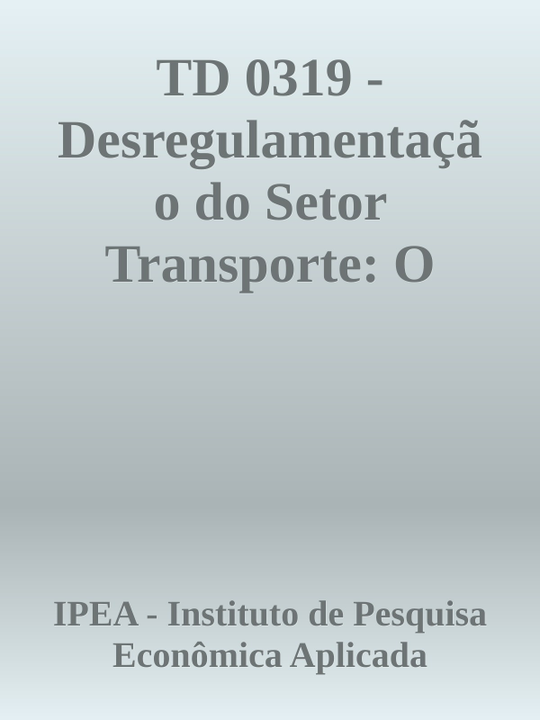 TD 0319 -
Desregulamentaçã
o do Setor
Transporte: O
IPEA - Instituto de Pesquisa
Econômica Aplicada